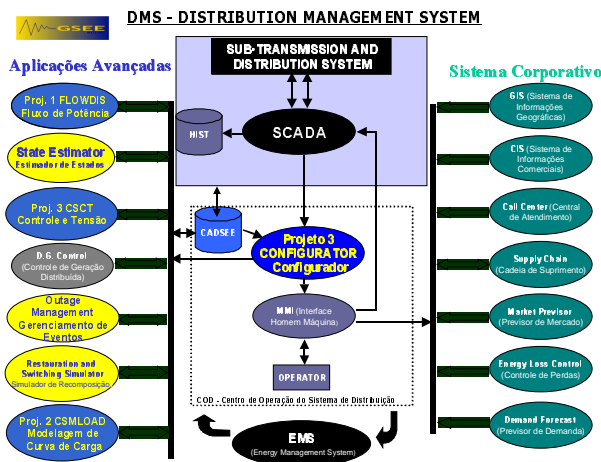 DMS - DISTRIBUTION MANAGEMENT SYSTEM
GSEE
Aplicações Avançadas
Proj. 1 FLOWDIS
Fluxo de Potência
State Estimator
Estimador de Estados
Proj. 3 CSCT
Controle e Tensão
D.G. Control
(Controle de Geração
Distribuída)
Outage
Management
Gerenciamento de
Eventos
Restauration and
Switching Simulator
Simulador de Recomposição
Proj. 2 CSMLOAD
Modelagem de
Curva de Carga
SUB-TRANSMISSION AND
DISTRIBUTION SYSTEM
HIST
SCADA
CADSEE
Projeto 3
CONFIGURATOR
Configurador
MMI (Interface
Homem Máquina)
OPERATOR
COD - Centro de Operação do Sistema de Distribuição
EMS
(Energy Management System)
Sistema Corporativo
GIS (Sistema de
Informações
Geográficas)
CIS (Sistema de
Informações
Comerciais)
Call Center (Central
de Atendimento)
Supply Chain
(Cadeia de Suprimento)
Market Previsor
(Previsor de Mercado)
Energy Loss Control
(Controle de Perdas)
Demand Forecast
(Previsor de Demanda)